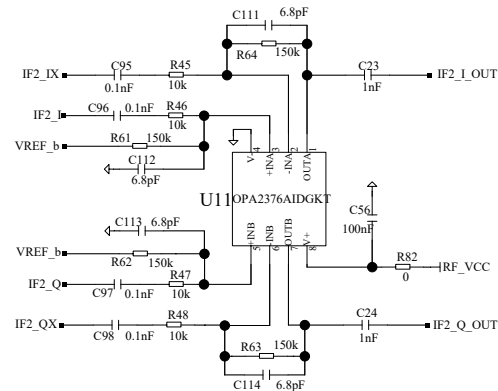 C111 6.8pF
R64 150k
C95 R45 C23
IF2_IX IF2_I_OUT
0.1nF 10k 1nF
IF2_I C96 0.1nF R46
10k
VREF_b R61 150k
C112
6.8pF
V- +INA -INA OUTA
4 3 2 1
U11 OPA2376AIDGKT
C56
100nF
+INB -INB OUTB V+
5 6 7 8
C113 6.8pF
VREF_b
R62 150k
IF2_Q R47
C97 0.1nF 10k
R82 RF_VCC
0
IF2_QX R48 C24 IF2_Q_OUT
C98 0.1nF 10k 1nF
R63 150k
C114 6.8pF